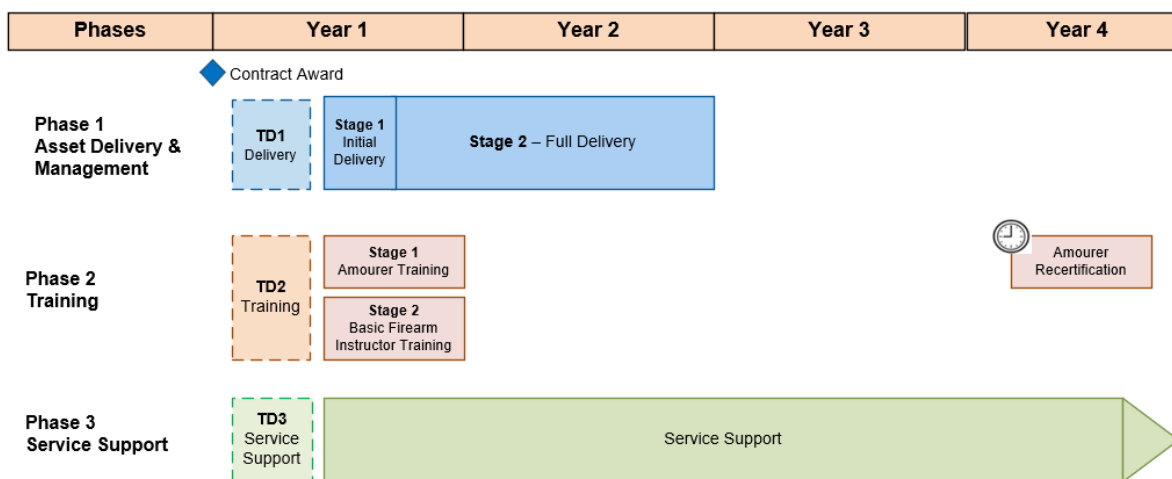 Phases
Year 1
Year 2
Year 3
Year 4
Contract Award
Phase 1
Asset Delivery &
Management
TD1
Delivery
Stage 1
Initial
Delivery
Stage 2 – Full Delivery
Phase 2
Training
TD2
Training
Stage 1
Amourer Training
Stage 2
Basic Firearm
Instructor Training
Amourer
Recertification
Phase 3
Service Support
TD3
Service
Support
Service Support